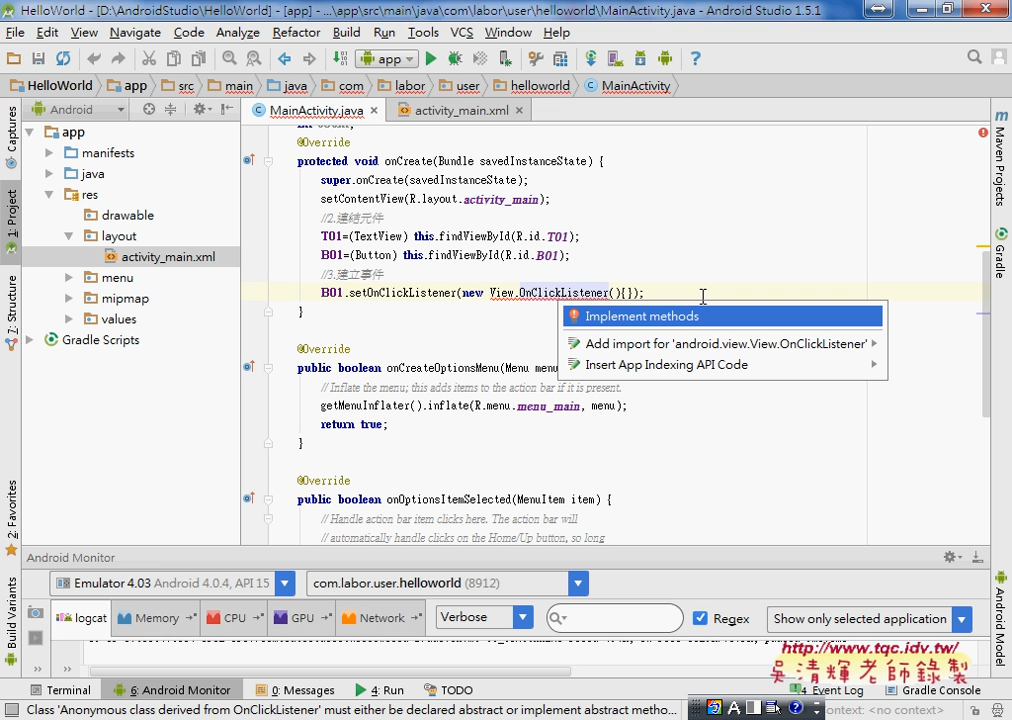 HelloWorld - [D:\AndroidStudio\HelloWorld] - [app] - ...\app\src\main\java\com\labor\user\helloworld\MainActivity.java - Android Studio 1.5.1
File Edit View Navigate Code Analyze Refactor Build Run Tools VCS Window Help
app
HelloWorld app src main java com labor user helloworld MainActivity
Android
MainActivity.java
activity_main.xml
Captures
1: Project
7: Structure
2: Favorites
Build Variants
app
manifests
java
res
drawable
layout
activity_main.xml
menu
mipmap
values
Gradle Scripts
@Override
protected void onCreate(Bundle savedInstanceState) {
super.onCreate(savedInstanceState);
setContentView(R.layout.activity_main);
//2.連結元件
T01=(TextView) this.findViewById(R.id.T01);
B01=(Button) this.findViewById(R.id.B01);
//3.建立事件
B01.setOnClickListener(new View.OnClickListener(){});
}
Implement methods
Add import for 'android.view.View.OnClickListener'
Insert App Indexing API Code
@Override
public boolean onCreateOptionsMenu(Menu menu
// Inflate the menu; this adds items to the action bar if it is present.
getMenuInflater().inflate(R.menu.menu_main, menu);
return true;
}
@Override
public boolean onOptionsItemSelected(MenuItem item) {
// Handle action bar item clicks here. The action bar will
// automatically handle clicks on the Home/Up button, so long
Maven Projects
Gradle
Android Model
Android Monitor
Emulator 4.03 Android 4.0.4, API 15
com.labor.user.helloworld (8912)
logcat
Memory
CPU
GPU
Network
Verbose
Regex
Show only selected application
http://www.tqc.idv.tw/
吳清輝老師錄製
Terminal
6: Android Monitor
0: Messages
4: Run
TODO
4 Event Log
Gradle Console
Class 'Anonymous class derived from OnClickListener' must either be declared abstract or implement abstract metho...
ontext: <no context>